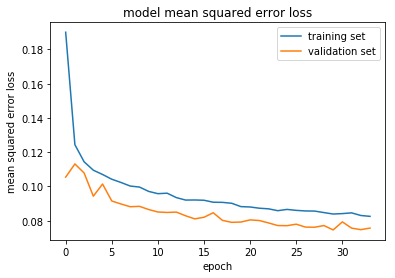 model mean squared error loss
training set
validation set
mean squared error loss
0.18
0.16
0.14
0.12
0.10
0.08
0 5 10 15 20 25 30
epoch